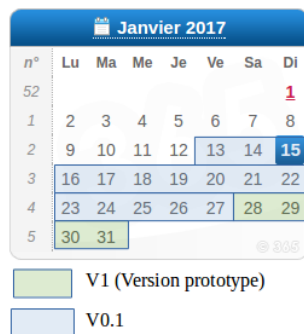 Janvier 2017
n° Lu Ma Me Je Ve Sa Di
52 1
1 2 3 4 5 6 7 8
2 9 10 11 12 13 14 15
3 16 17 18 19 20 21 22
4 23 24 25 26 27 28 29
5 30 31
© 365
V1 (Version prototype)
V0.1